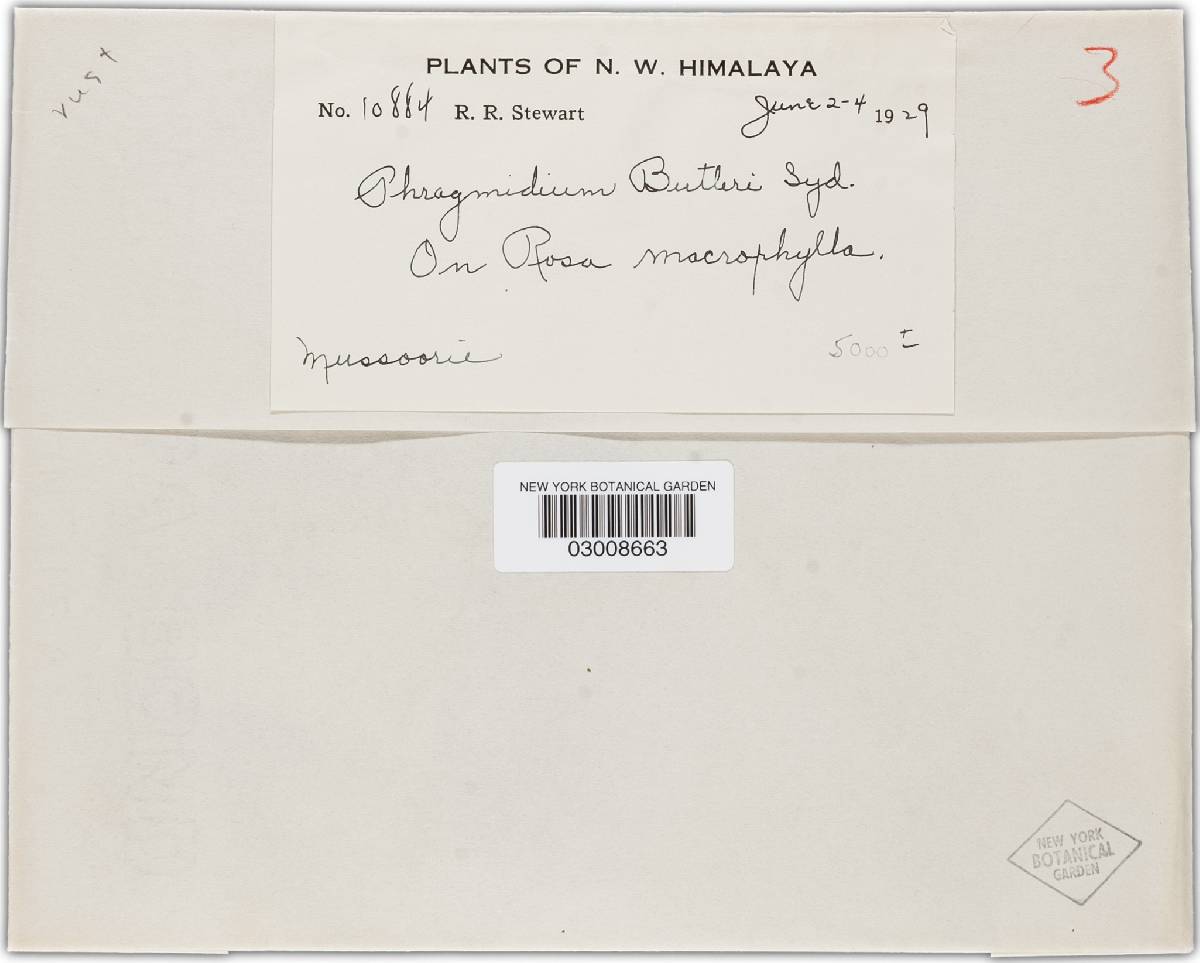 rust
3
PLANTS OF N. W. HIMALAYA
No. 10864 R. R. Stewart June 2-4 1929
Phragmidium Butleri Syd.
On Rosa macrophylla.
Mussoorie 5000 ±
NEW YORK BOTANICAL GARDEN
03008663
NEW YORK
BOTANICAL
GARDEN